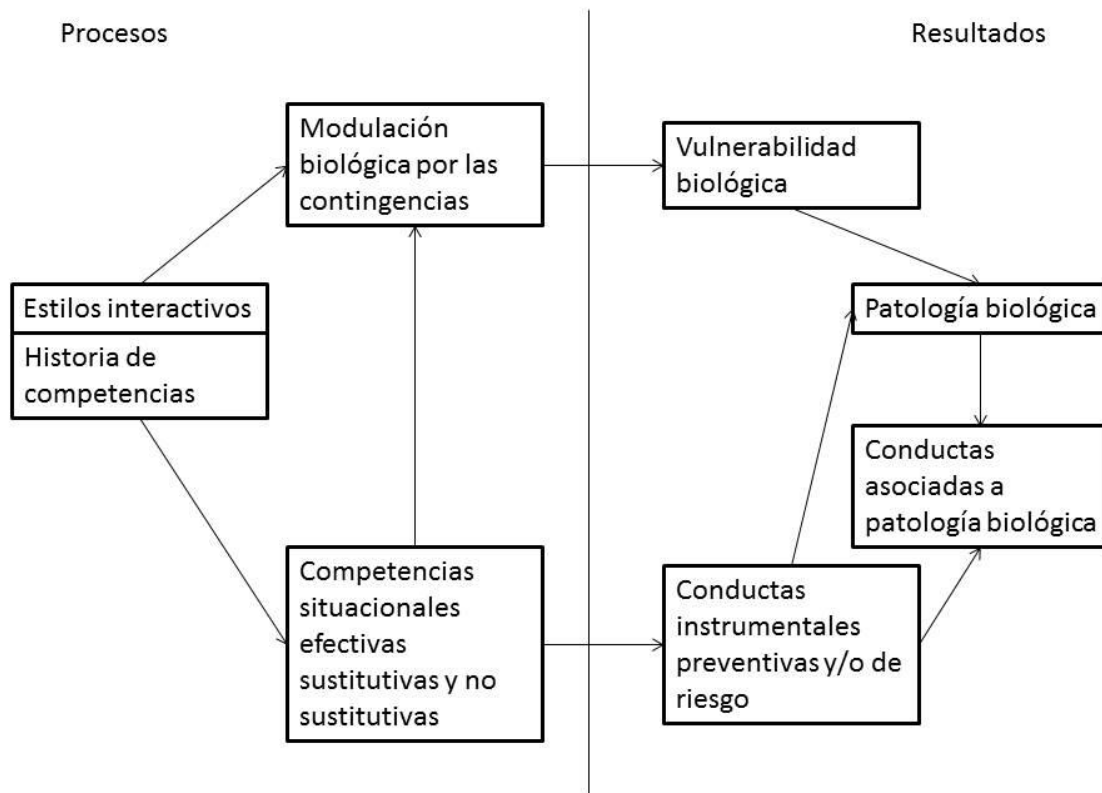 Procesos
Resultados
Modulación
biológica por las
contingencias
Vulnerabilidad
biológica
Estilos interactivos
Historia de
competencias
Patología biológica
Conductas
asociadas a
patología biológica
Competencias
situacionales
efectivas
sustitutivas y no
sustitutivas
Conductas
instrumentales
preventivas y/o de
riesgo